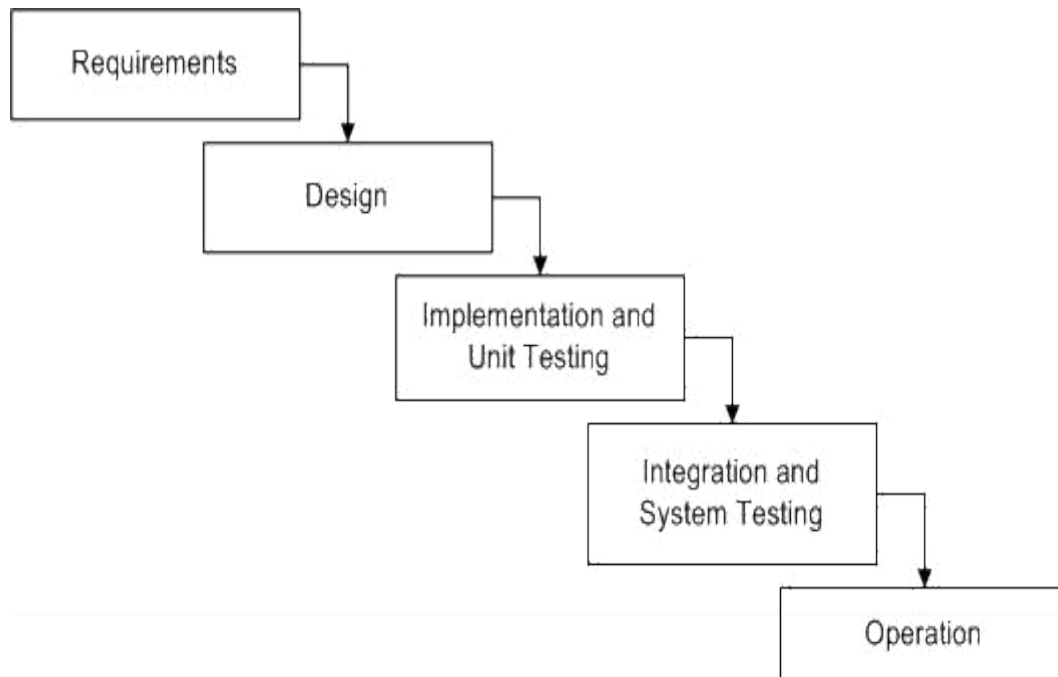 Requirements
Design
Implementation and
Unit Testing
Integration and
System Testing
Operation